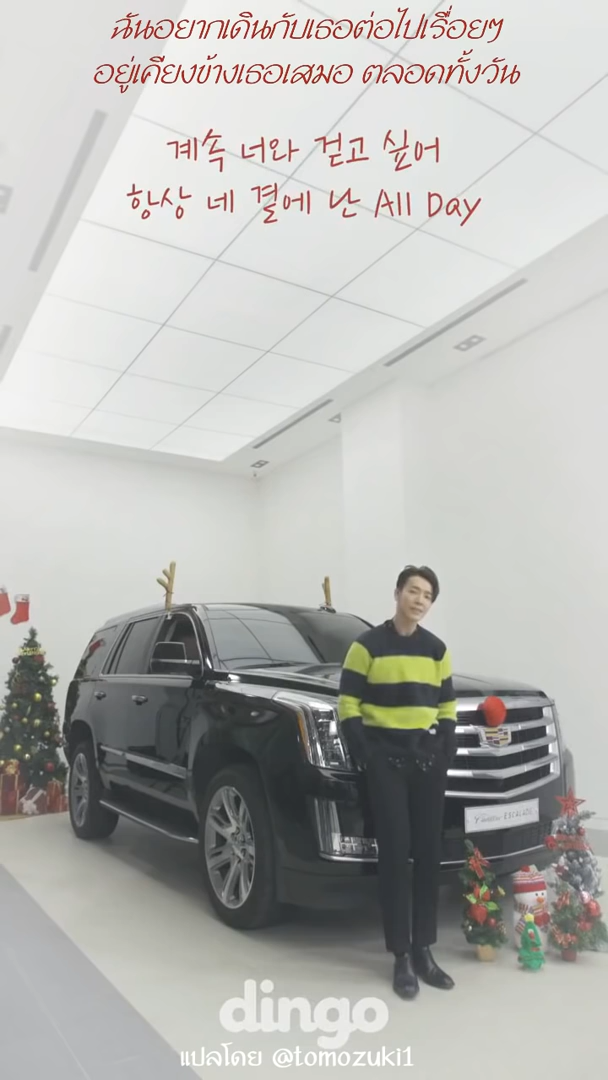 ฉันอยากเดินกับเธอต่อไปเรื่อยๆ
อยู่เคียงข้างเธอเสมอ ตลอดทั้งวัน
계속 너와 걷고 싶어
항상 네 곁에 난 All Day
ESCALADE
dingo
แปลโดย @tomozuki1